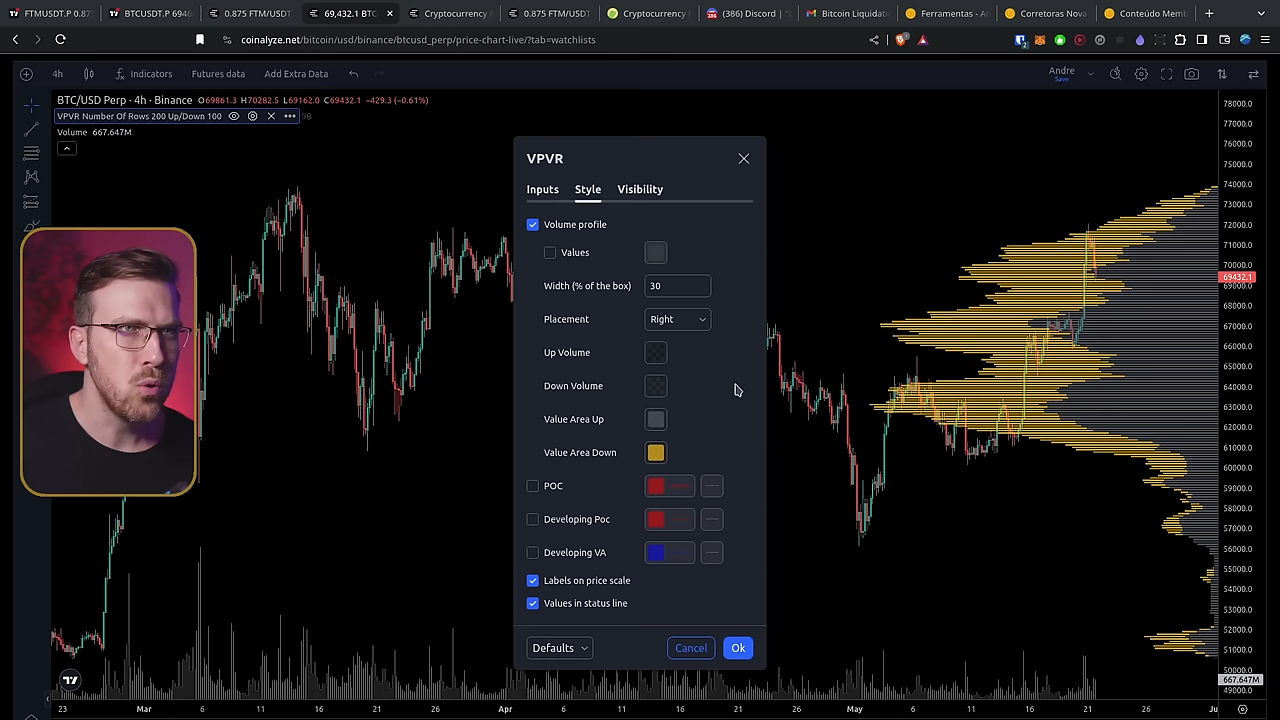 FTMUSDT.P 0.87
BTCUSDT.P 6946
0.875 FTM/USDT
69,432.1 BTC
Cryptocurrency
0.875 FTM/USDT
Cryptocurrency
(386) Discord |
Bitcoin Liquidati
Ferramentas - A
Corretoras Nova
Conteúdo Memb
coinalyze.net/bitcoin/usd/binance/btcusd_perp/price-chart-live/?tab=watchlists
4h
Indicators
Futures data
Add Extra Data
Andre
Save
BTC/USD Perp · 4h · Binance O69861.3 H70282.5 L69162.0 C69432.1 −429.3 (−0.61%)
VPVR Number Of Rows 200 Up/Down 100
9B
Volume 667.647M
VPVR
Inputs
Style
Visibility
Volume profile
Values
Width (% of the box)
30
Placement
Right
Up Volume
Down Volume
Value Area Up
Value Area Down
POC
Developing Poc
Developing VA
Labels on price scale
Values in status line
Defaults
Cancel
Ok
78000.0
77000.0
76000.0
75000.0
74000.0
73000.0
72000.0
71000.0
70000.0
69432.1
69000.0
68000.0
67000.0
66000.0
65000.0
64000.0
63000.0
62000.0
61000.0
60000.0
59000.0
58000.0
57000.0
56000.0
55000.0
54000.0
53000.0
52000.0
51000.0
50000.0
667.647M
49000.0
23
Mar
6
11
16
21
26
Apr
6
11
16
21
26
May
6
11
16
21
26
Ju